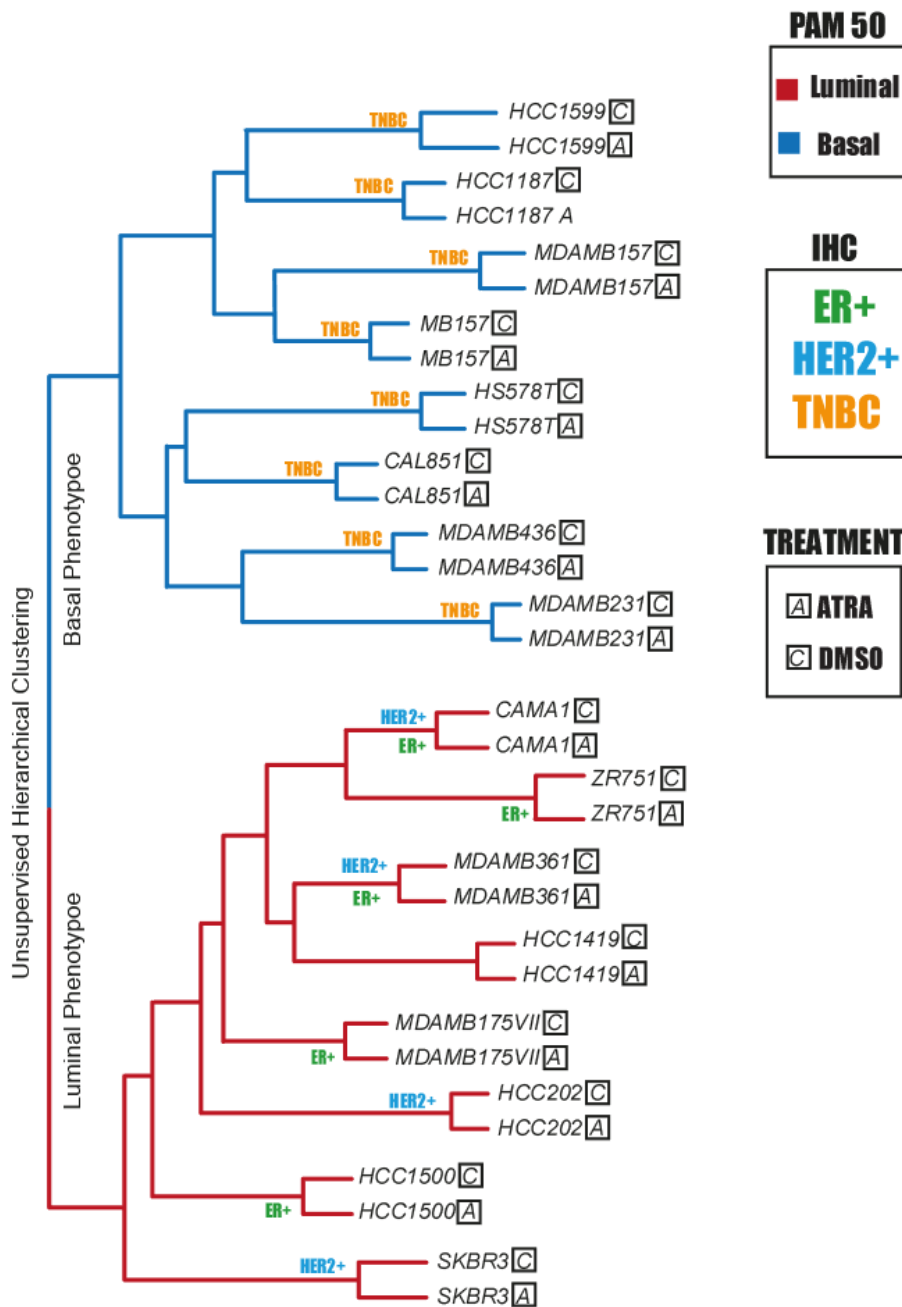 PAM 50
Luminal
Basal
IHC
ER+
HER2+
TNBC
TREATMENT
A ATRA
C DMSO
Unsupervised Hierarchical Clustering
Basal Phenotypoe
Luminal Phenotypoe
TNBC
HCC1599 C
HCC1599 A
TNBC
HCC1187 C
HCC1187 A
TNBC
MDAMB157 C
MDAMB157 A
TNBC
MB157 C
MB157 A
TNBC
HS578T C
HS578T A
TNBC
CAL851 C
CAL851 A
TNBC
MDAMB436 C
MDAMB436 A
TNBC
MDAMB231 C
MDAMB231 A
HER2+
ER+
CAMA1 C
CAMA1 A
ER+
ZR751 C
ZR751 A
HER2+
ER+
MDAMB361 C
MDAMB361 A
HCC1419 C
HCC1419 A
ER+
MDAMB175VII C
MDAMB175VII A
HER2+
HCC202 C
HCC202 A
ER+
HCC1500 C
HCC1500 A
HER2+
SKBR3 C
SKBR3 A